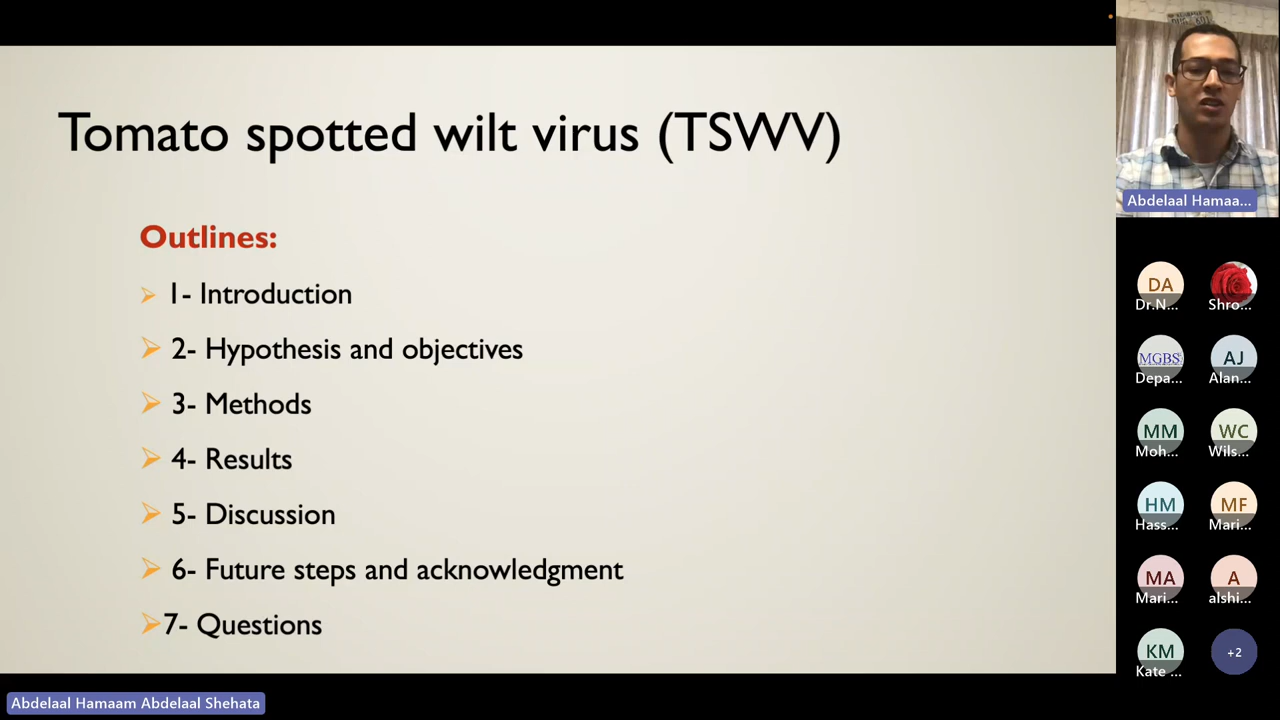 Tomato spotted wilt virus (TSWV)
Outlines:
1- Introduction
2- Hypothesis and objectives
3- Methods
4- Results
5- Discussion
6- Future steps and acknowledgment
7- Questions
Abdelaal Hamaam Abdelaal Shehata
Abdelaal Hamaa...
DA
Dr.N...
Shro...
MGBS
Depa...
AJ
Alan...
MM
Moh...
WC
Wils...
HM
Hass...
MF
Mari...
MA
Mari...
A
alshi...
KM
Kate ...
+2